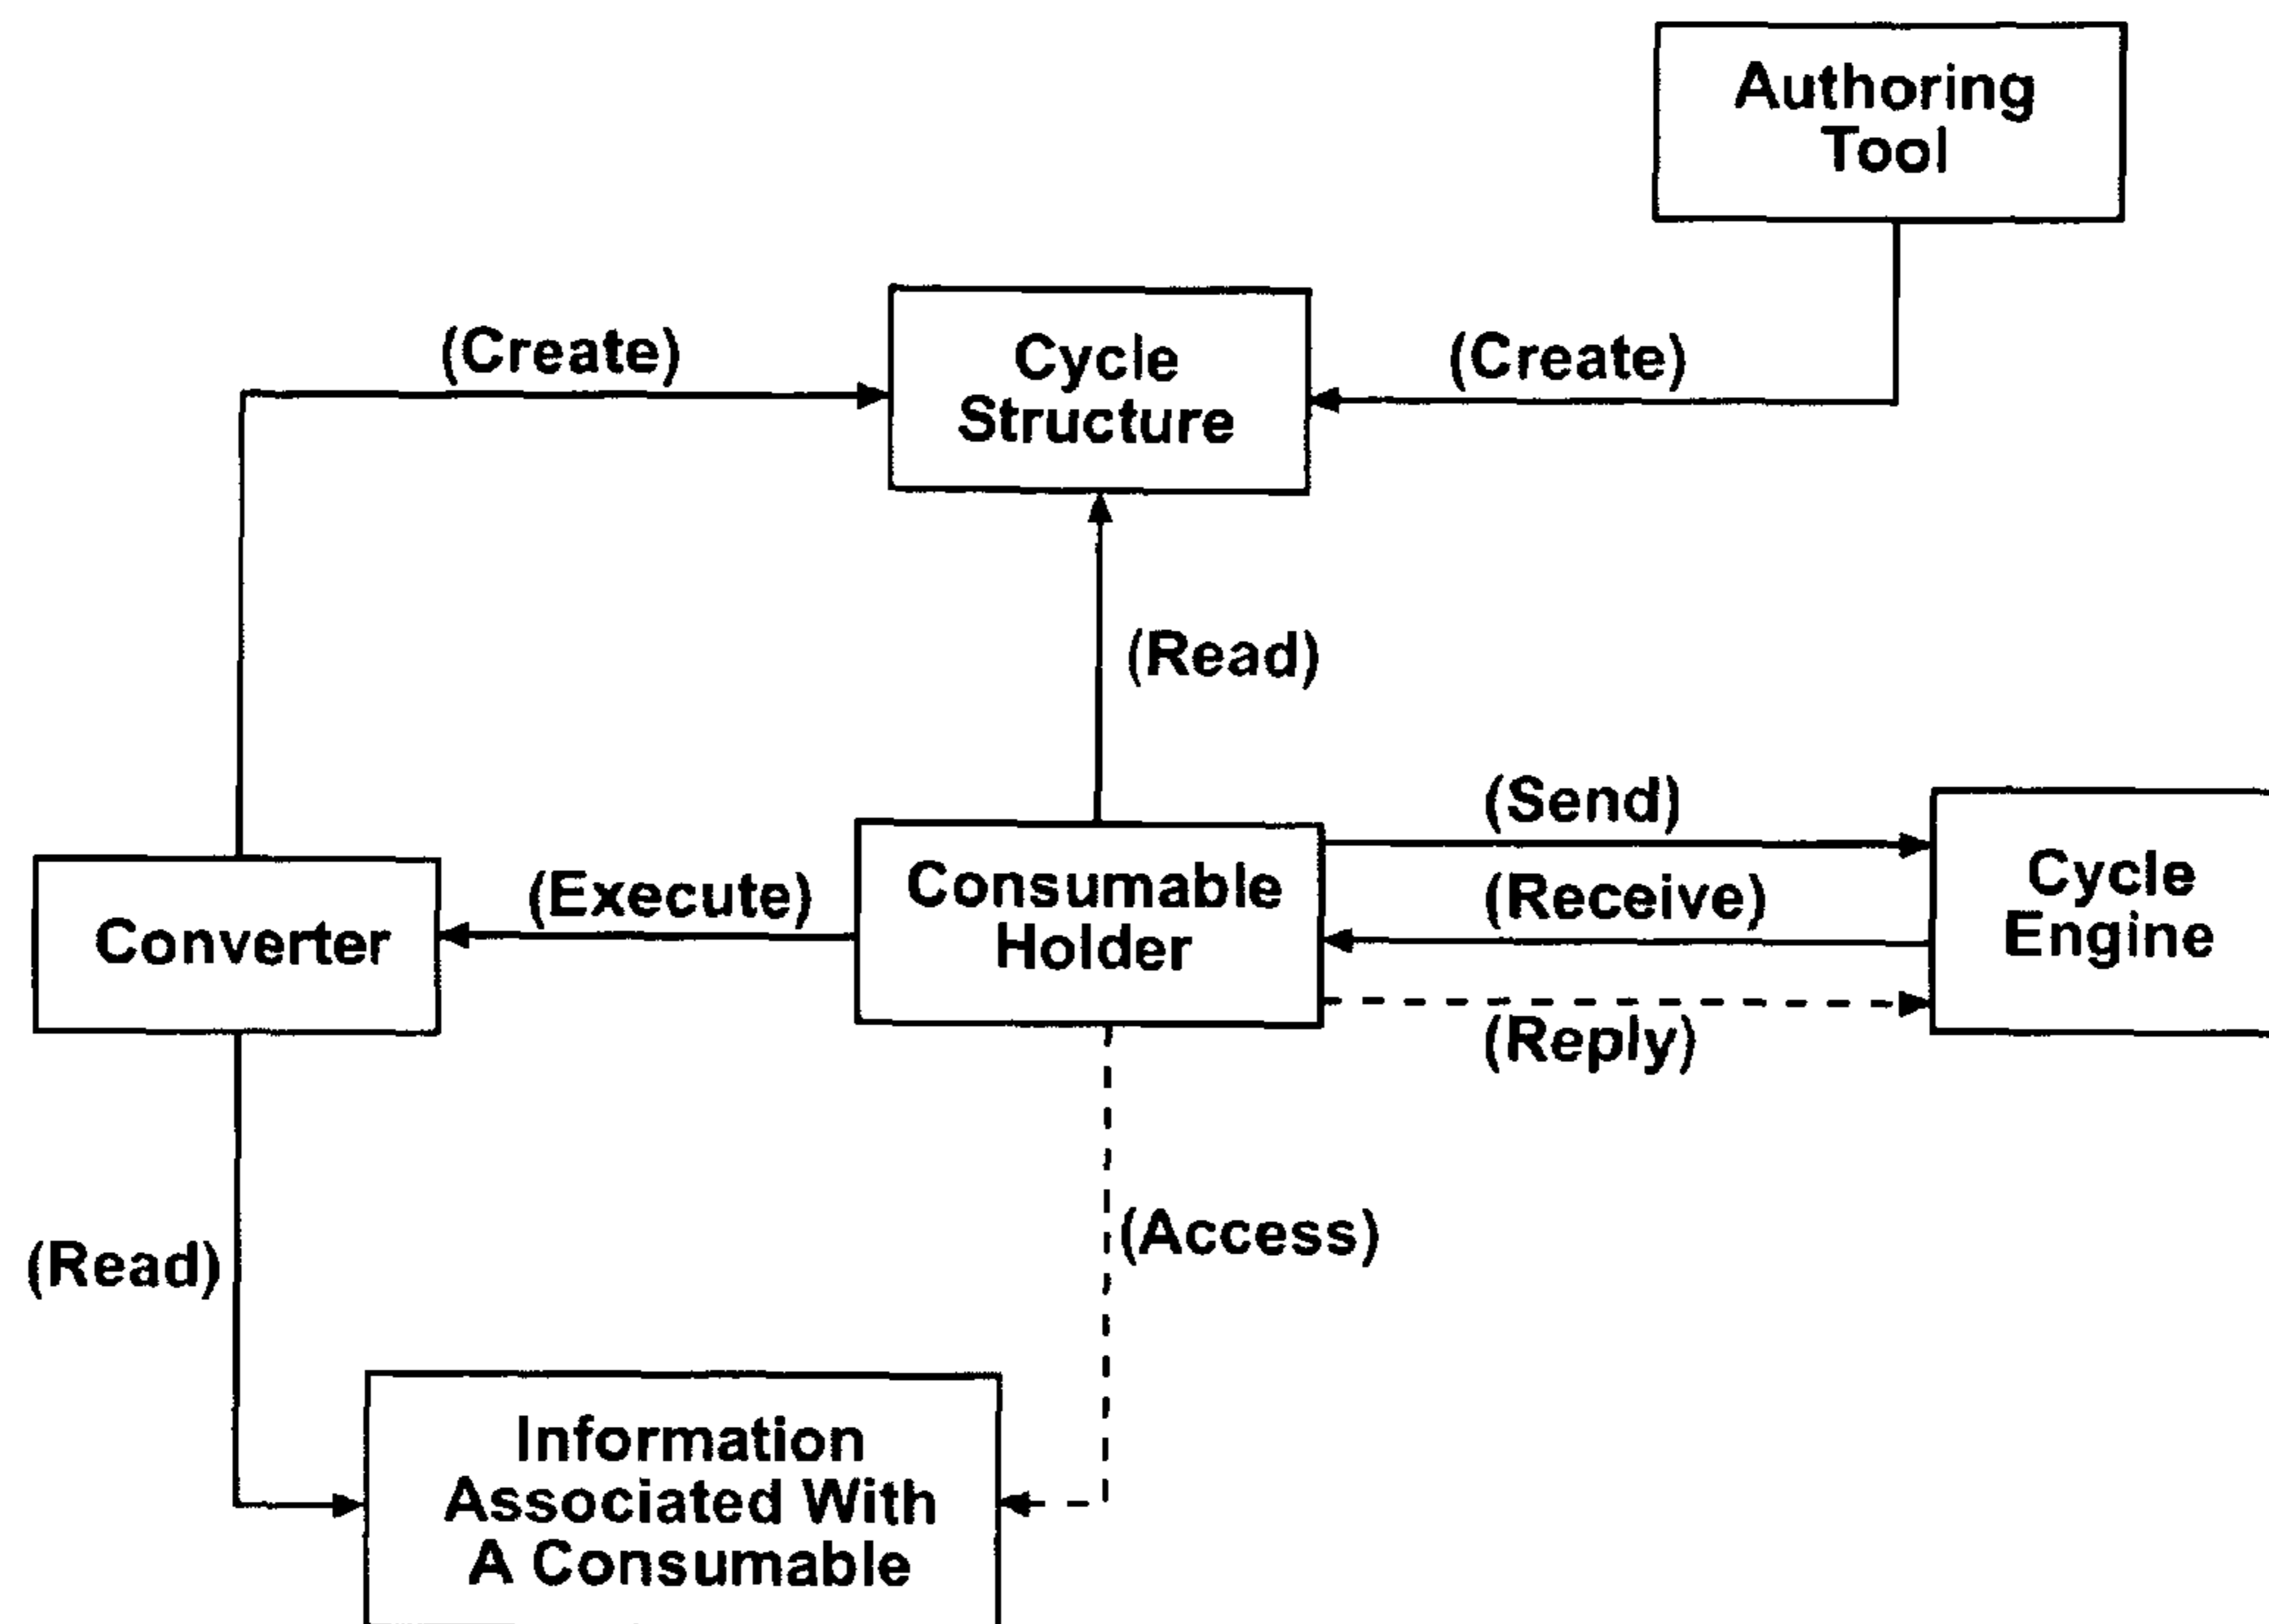 Authoring
Tool
(Create)
Cycle
Structure
(Create)
(Read)
(Send)
(Receive)
(Reply)
Cycle
Engine
Consumable
Holder
(Execute)
Converter
(Access)
(Read)
Information
Associated With
A Consumable